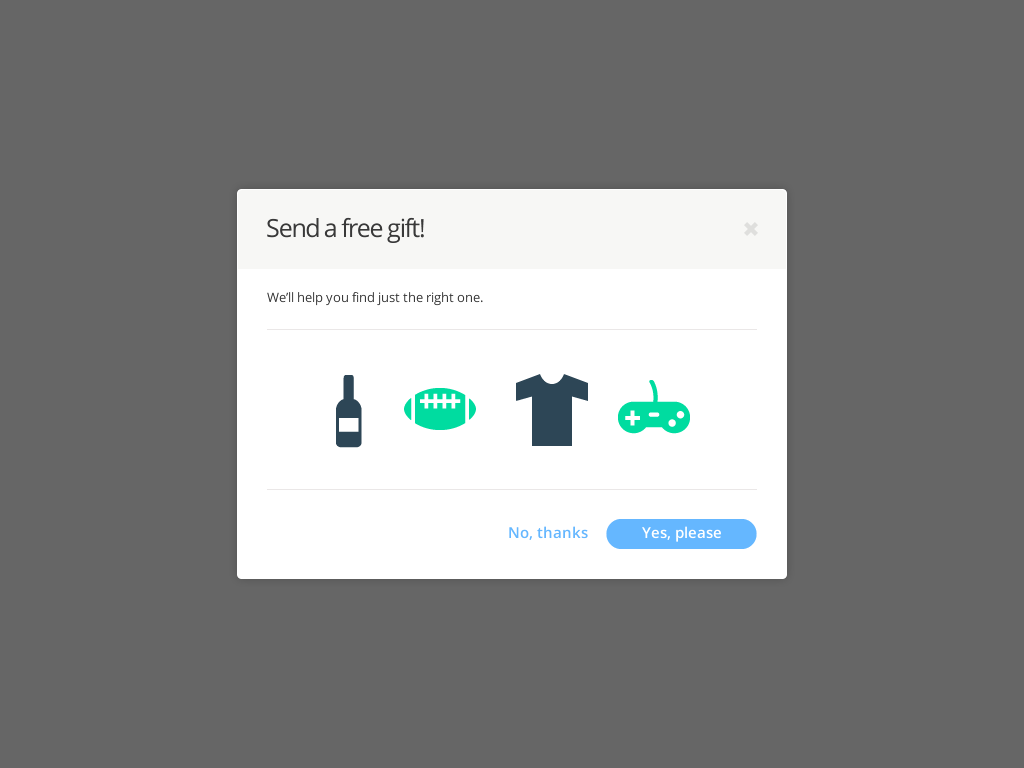 Send a free gift!
We'll help you find just the right one.
No, thanks
Yes, please